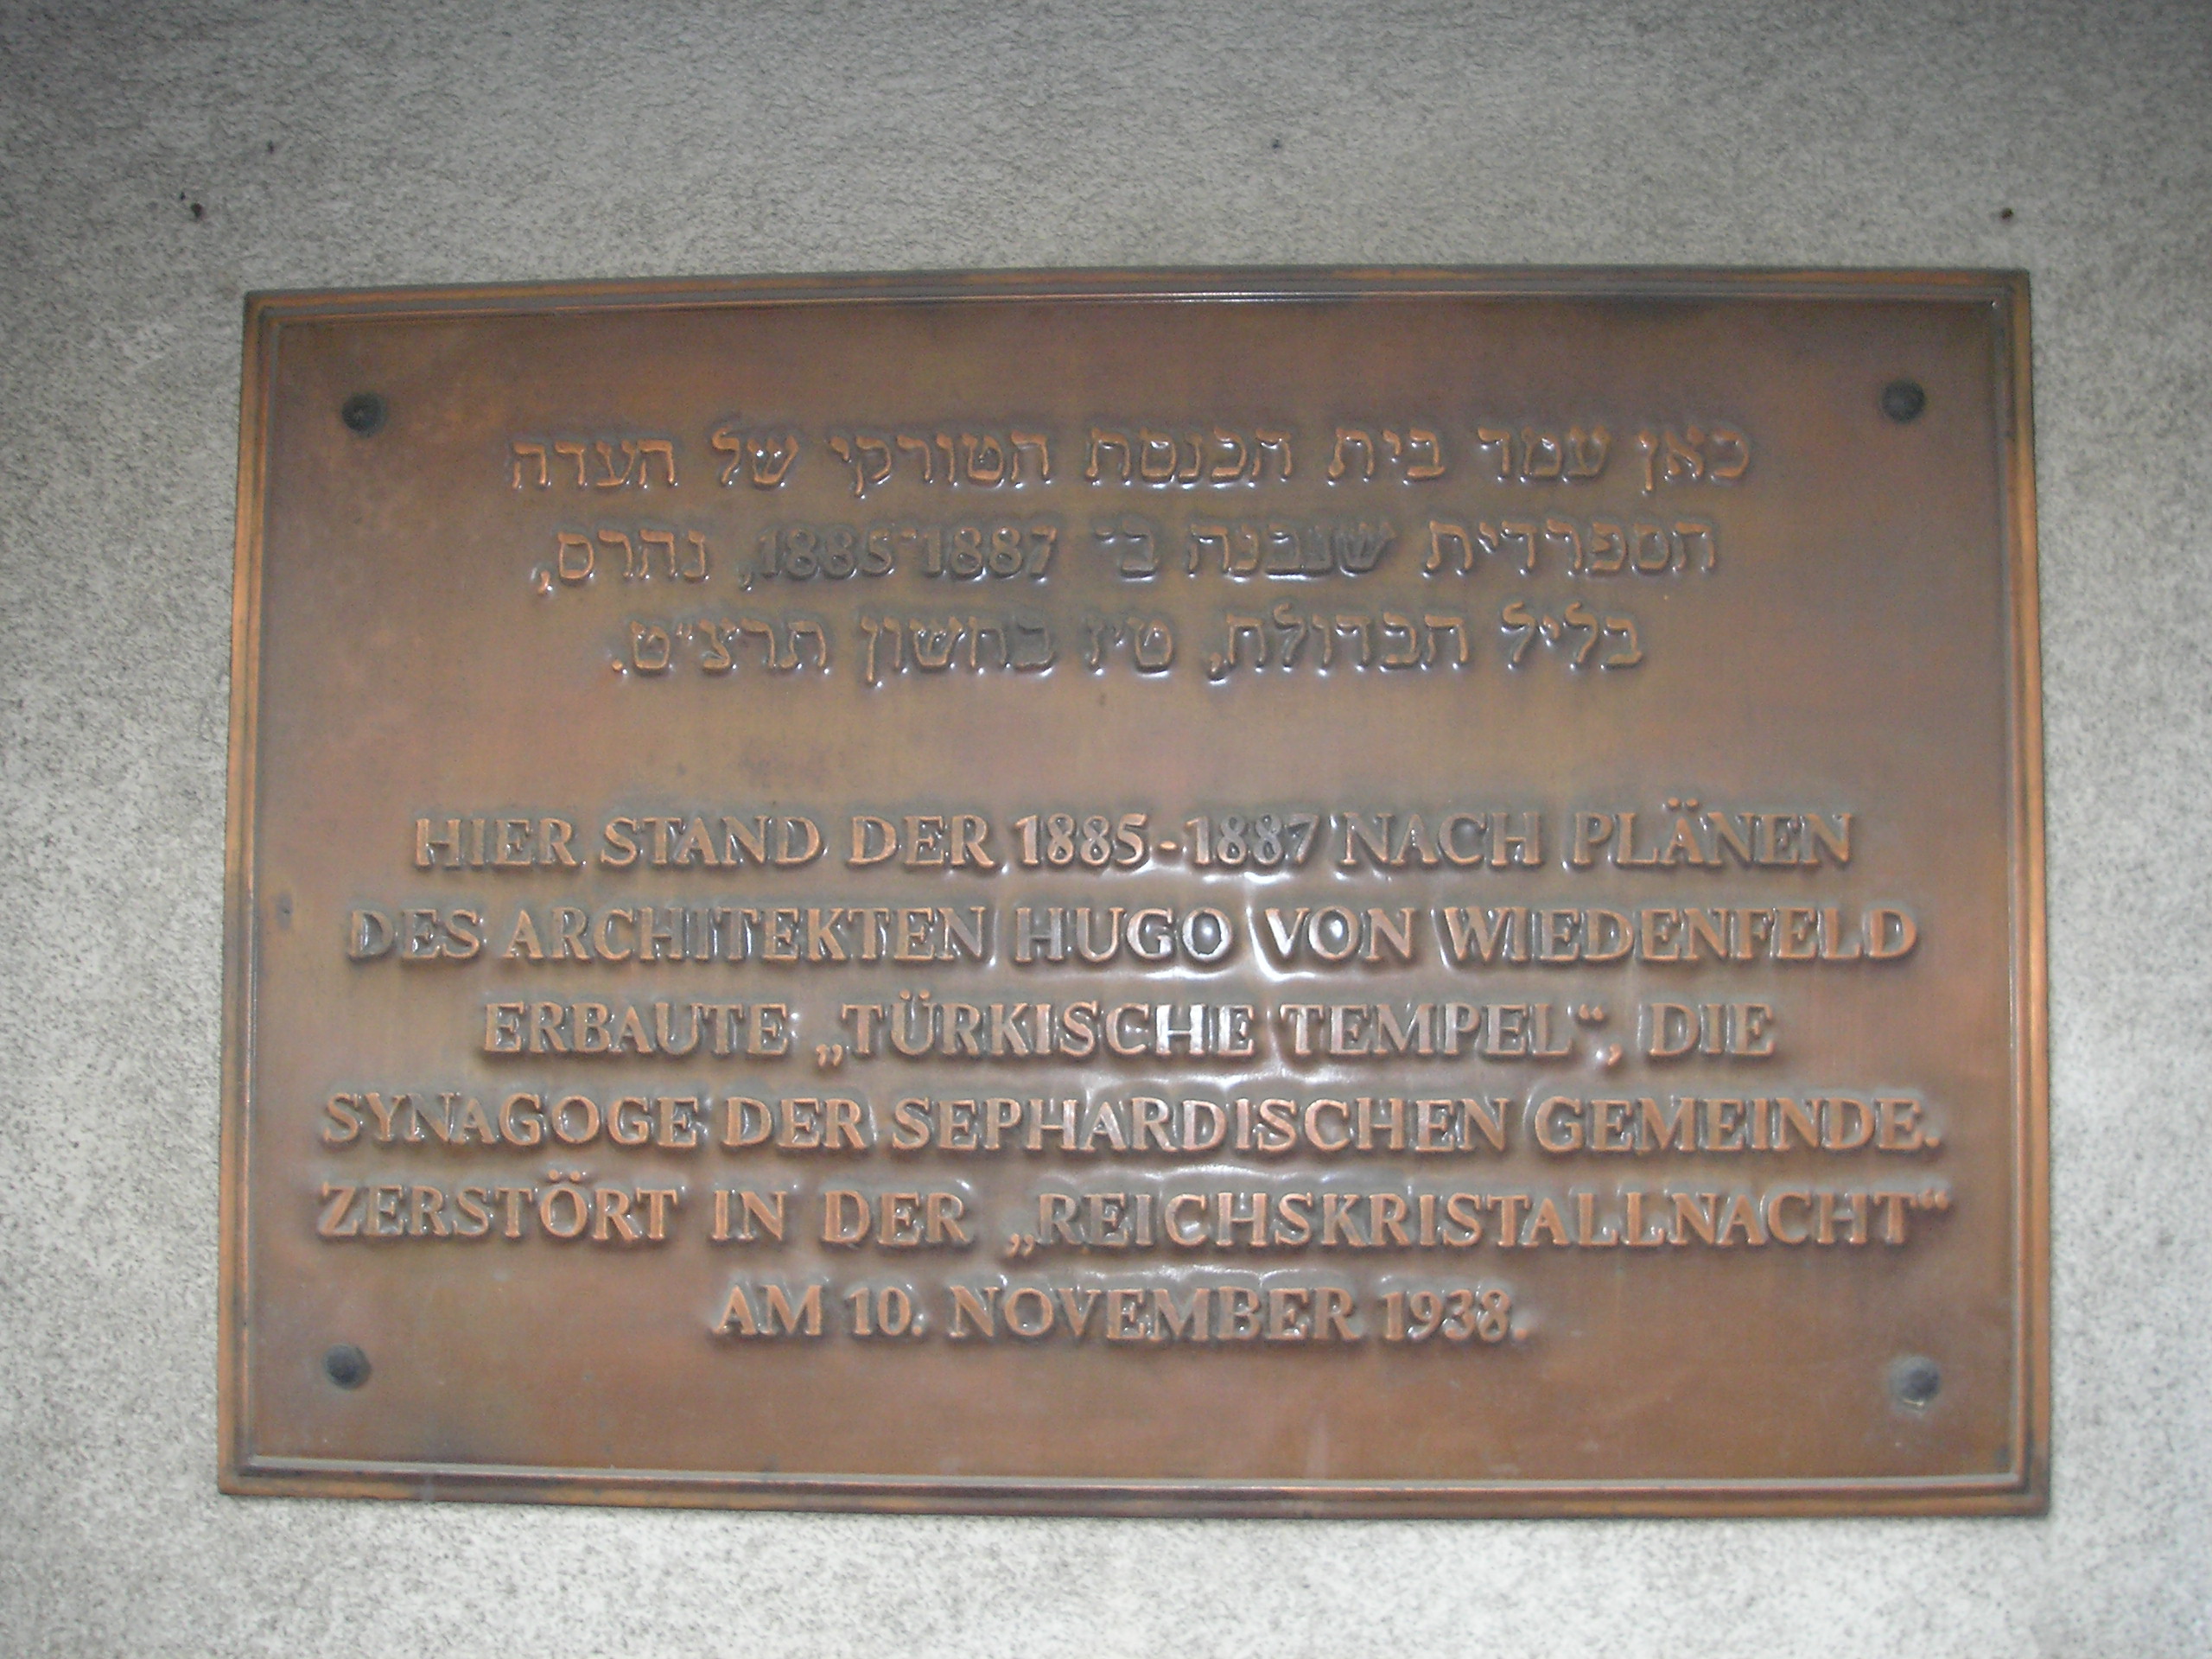 כאן עמד בית הכנסת הטורקי של העדה
הספרדית שנבנה ב־ 1885־1887, נהרס,
בליל הבדולח, ט״ז בחשון תרצ״ט.
HIER STAND DER 1885-1887 NACH PLÄNEN
DES ARCHITEKTEN HUGO VON WIEDENFELD
ERBAUTE „TÜRKISCHE TEMPEL“, DIE
SYNAGOGE DER SEPHARDISCHEN GEMEINDE.
ZERSTÖRT IN DER „REICHSKRISTALLNACHT“
AM 10. NOVEMBER 1938.